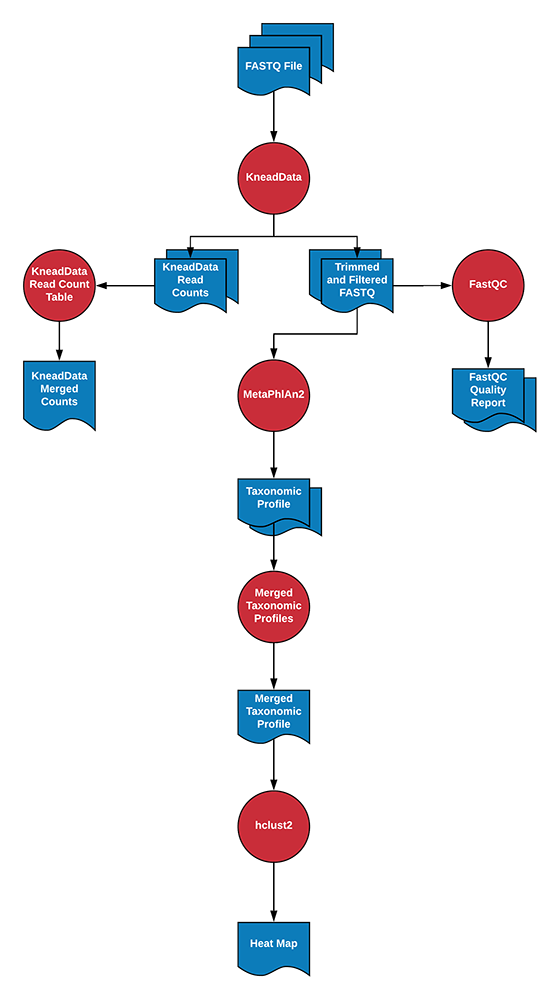 FASTQ File
KneadData
KneadData
Read Count
Table
KneadData
Read
Counts
Trimmed
and Filtered
FASTQ
FastQC
KneadData
Merged
Counts
MetaPhlAn2
FastQC
Quality
Report
Taxonomic
Profile
Merged
Taxonomic
Profiles
Merged
Taxonomic
Profile
hclust2
Heat Map